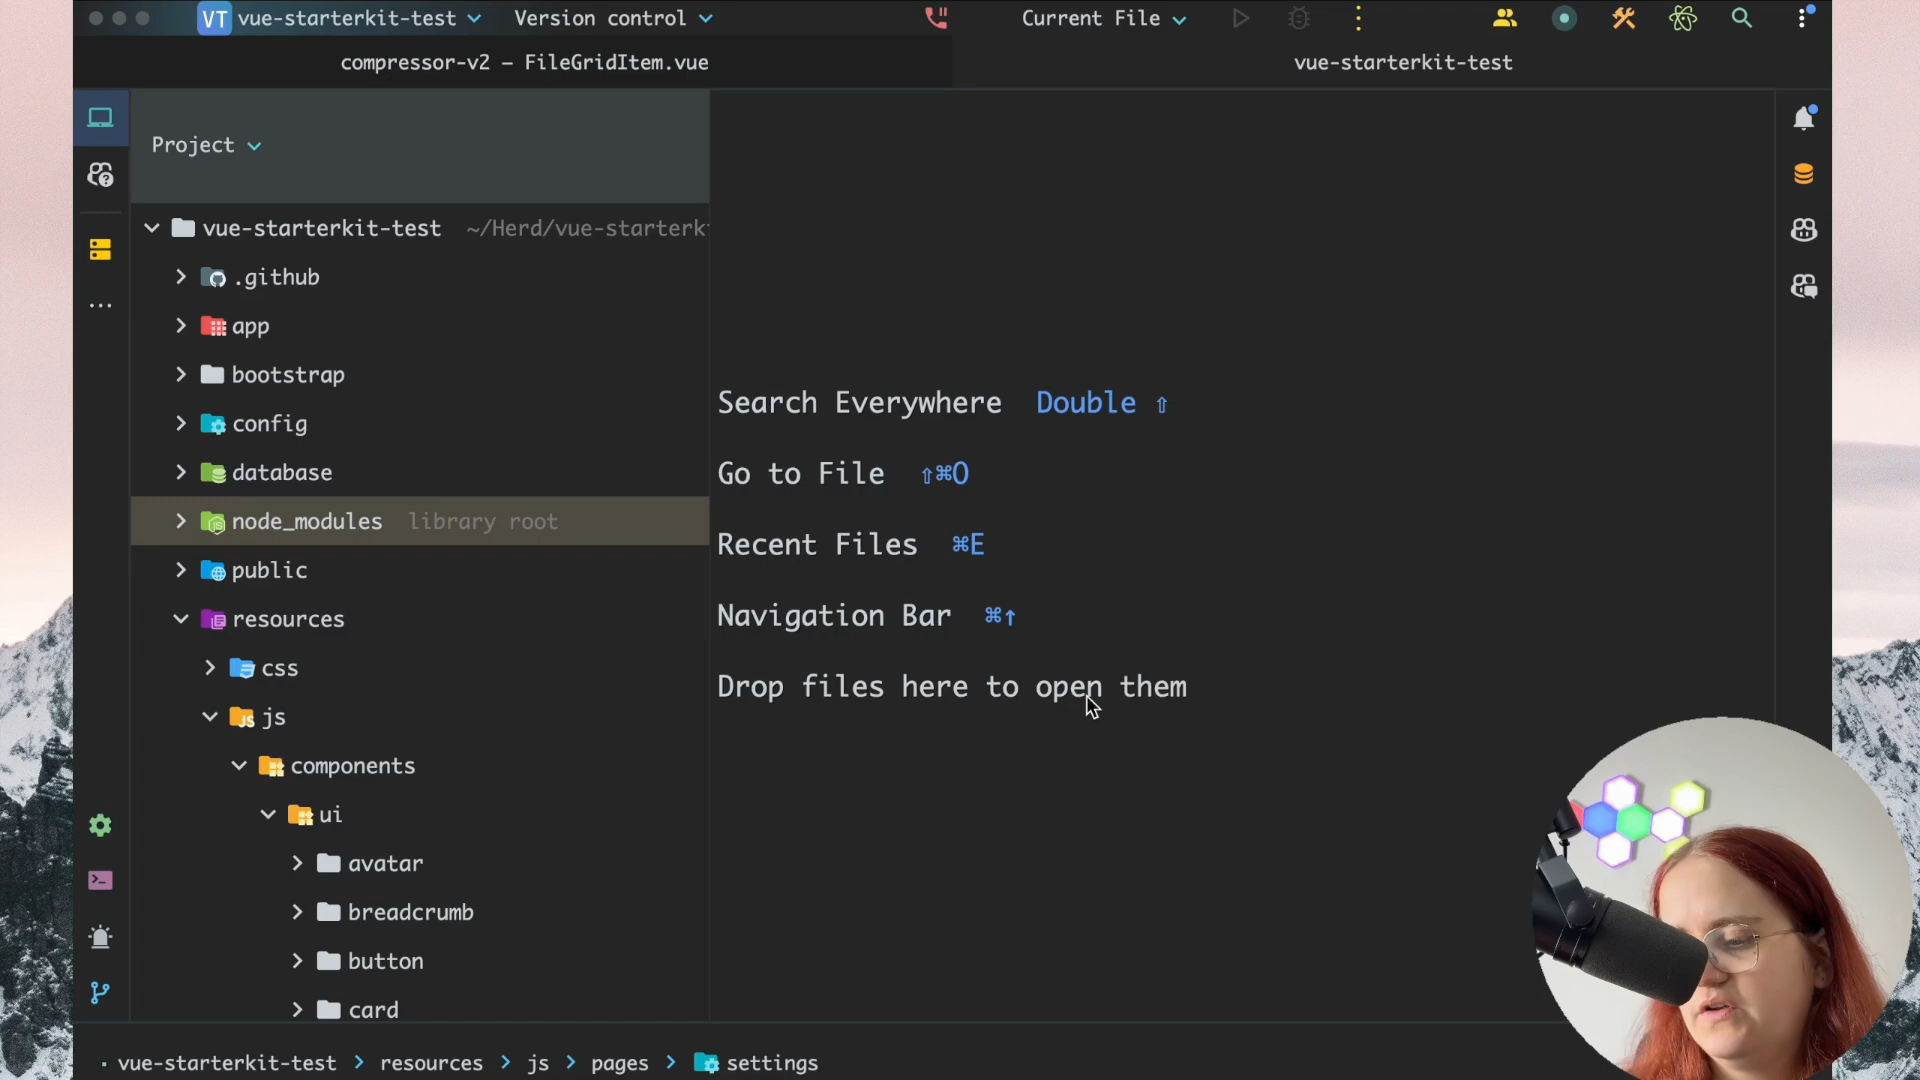 VT vue-starterkit-test Version control Current File
compressor-v2 – FileGridItem.vue vue-starterkit-test
Project
vue-starterkit-test ~/Herd/vue-starterk
.github
app
bootstrap
config
database
node_modules library root
public
resources
css
js
components
ui
avatar
breadcrumb
button
card
Search Everywhere Double ⇧
Go to File ⇧⌘O
Recent Files ⌘E
Navigation Bar ⌘↑
Drop files here to open them
vue-starterkit-test > resources > js > pages > settings